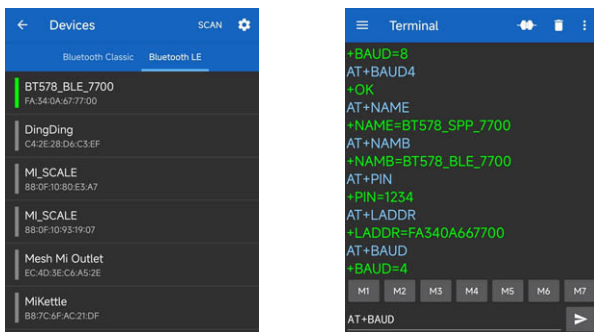 Devices
SCAN
Bluetooth Classic
Bluetooth LE
BT578_BLE_7700
FA:34:0A:67:77:00
DingDing
C4:2E:28:D6:C3:EF
MI_SCALE
88:0F:10:80:E3:A7
MI_SCALE
88:0F:10:93:19:07
Mesh Mi Outlet
EC:4D:3E:C6:A5:2E
MiKettle
B8:7C:6F:AC:21:DF
Terminal
+BAUD=8
AT+BAUD4
+OK
AT+NAME
+NAME=BT578_SPP_7700
AT+NAMB
+NAMB=BT578_BLE_7700
AT+PIN
+PIN=1234
AT+LADDR
+LADDR=FA340A667700
AT+BAUD
+BAUD=4
M1 M2 M3 M4 M5 M6 M7
AT+BAUD